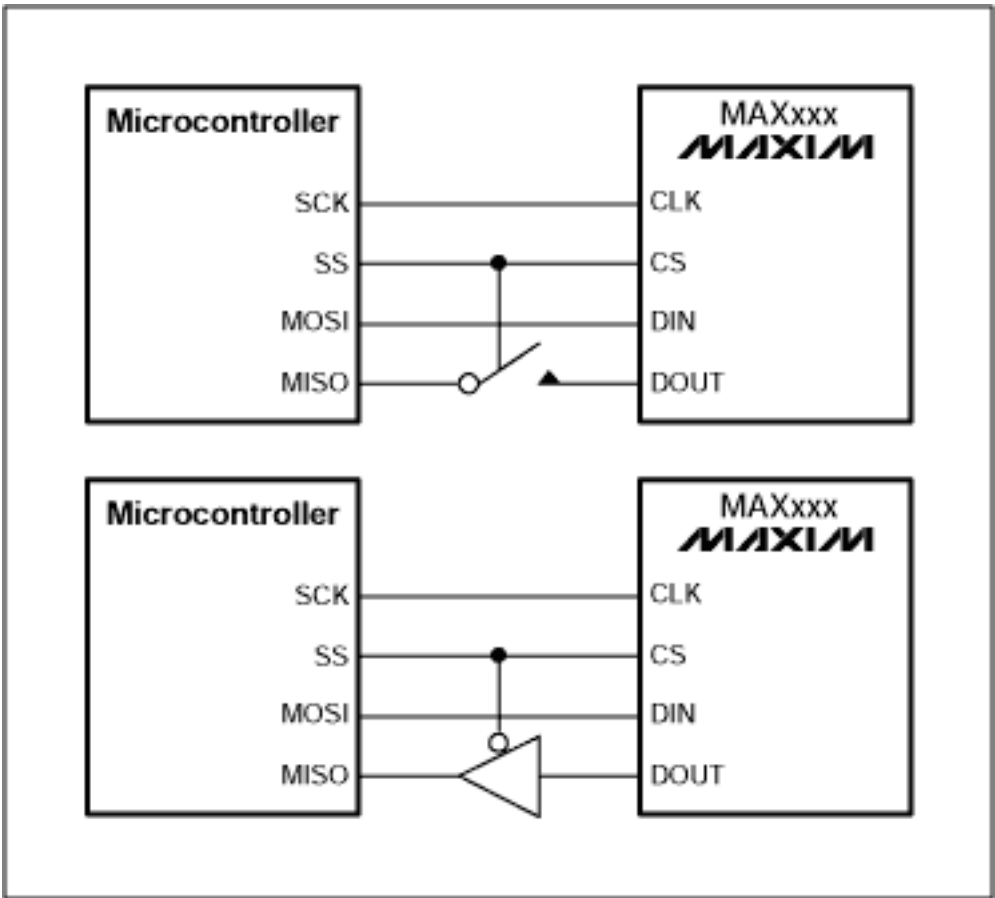 Microcontroller
SCK
SS
MOSI
MISO
MAXxxx
MAXIM
CLK
CS
DIN
DOUT
Microcontroller
SCK
SS
MOSI
MISO
MAXxxx
MAXIM
CLK
CS
DIN
DOUT